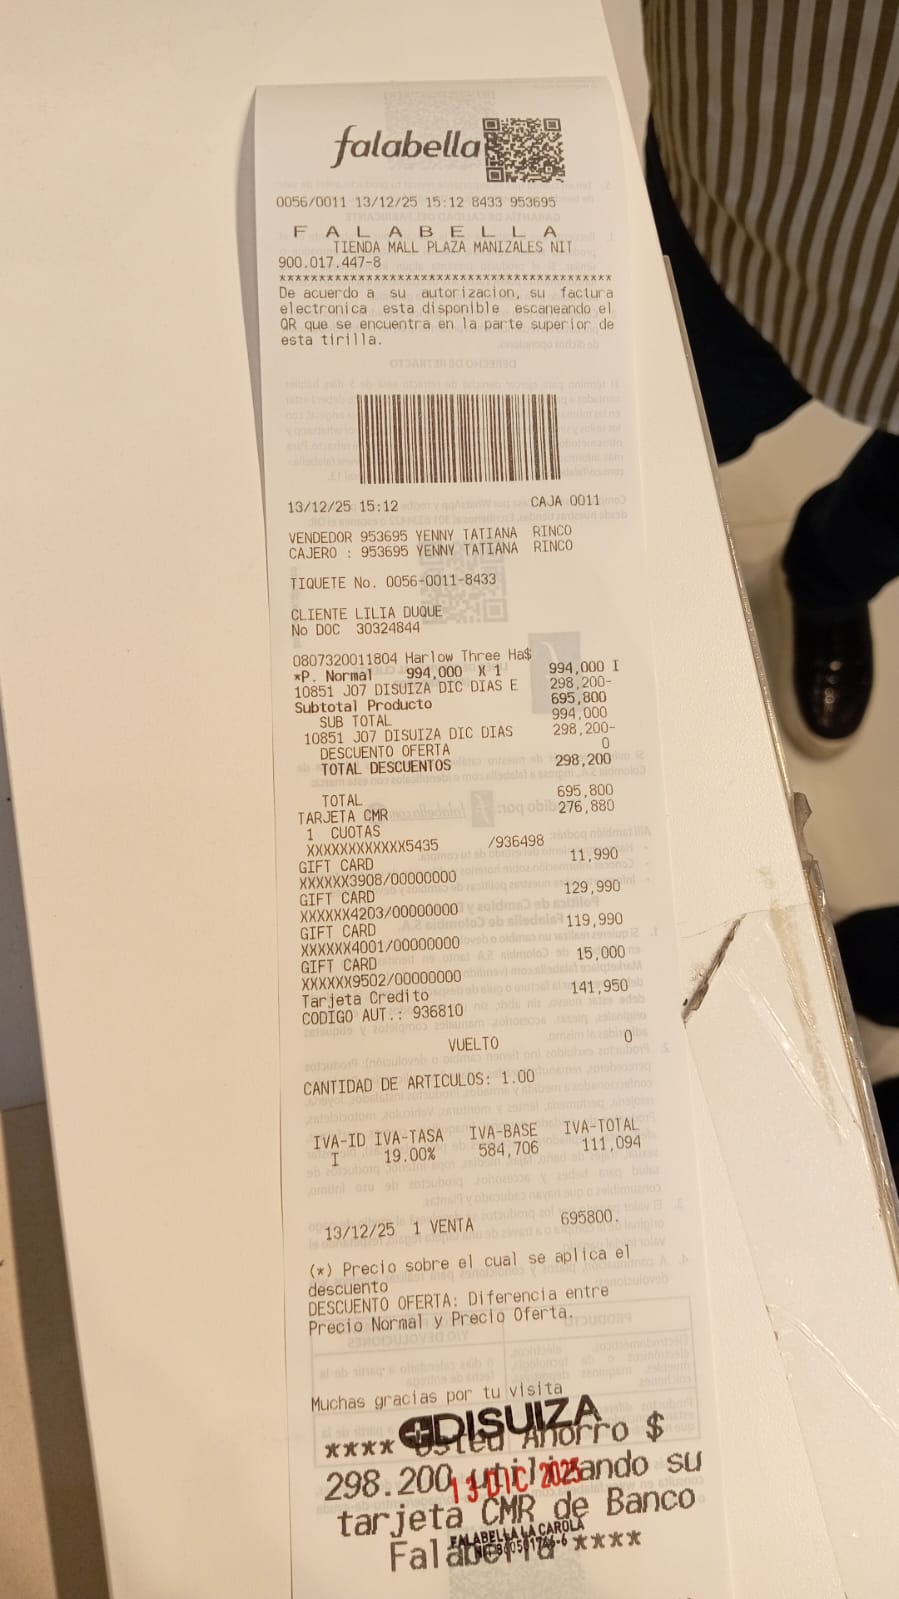 falabella
0056/0011 13/12/25 15:12 8433 953695
F A L A B E L L A
TIENDA MALL PLAZA MANIZALES NIT
900.017.447-8
De acuerdo a su autorizacion, su factura
electronica esta disponible escaneando el
QR que se encuentra en la parte superior de
esta tirilla.
13/12/25 15:12 CAJA 0011
VENDEDOR 953695 YENNY TATIANA RINCO
CAJERO : 953695 YENNY TATIANA RINCO
TIQUETE No. 0056-0011-8433
CLIENTE LILIA DUQUE
No DOC 30324844
0807320011804 Harlow Three Ha$
*P. Normal 994,000 X 1 994,000 I
10851 J07 DISUIZA DIC DIAS E 298,200-
Subtotal Producto 695,800
SUB TOTAL 994,000
10851 J07 DISUIZA DIC DIAS 298,200-
DESCUENTO OFERTA 0
TOTAL DESCUENTOS 298,200
TOTAL 695,800
TARJETA CMR 276,880
1 CUOTAS
XXXXXXXXXXXX5435 /936498
GIFT CARD 11,990
XXXXXX3908/00000000
GIFT CARD 129,990
XXXXXX4203/00000000
GIFT CARD 119,990
XXXXXX4001/00000000
GIFT CARD 15,000
XXXXXX9502/00000000
Tarjeta Credito 141,950
CODIGO AUT.: 936810
VUELTO 0
CANTIDAD DE ARTICULOS: 1.00
IVA-ID IVA-TASA IVA-BASE IVA-TOTAL
I 19.00% 584,706 111,094
13/12/25 1 VENTA 695800.
(*) Precio sobre el cual se aplica el
descuento
DESCUENTO OFERTA: Diferencia entre
Precio Normal y Precio Oferta.
Muchas gracias por tu visita
DISUIZA
**** Usted Ahorro $
298.200 utilizando su
13 DIC 2025
tarjeta CMR de Banco
FALABELLA LA CAROLA
Falabella ****